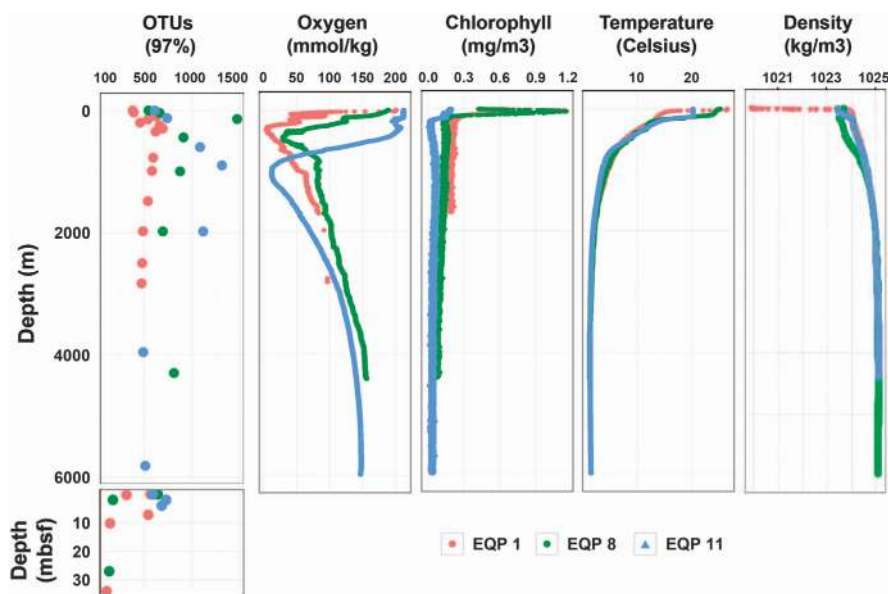 OTUs
(97%)
Oxygen
(mmol/kg)
Chlorophyll
(mg/m3)
Temperature
(Celsius)
Density
(kg/m3)
100 500 1000 1500
0 50 100 150 200
0.0 0.3 0.6 0.9 1.2
10 20
1021 1023 1025
0
2000
4000
6000
Depth (m)
10
20
30
Depth
(mbsf)
EQP 1 EQP 8 EQP 11